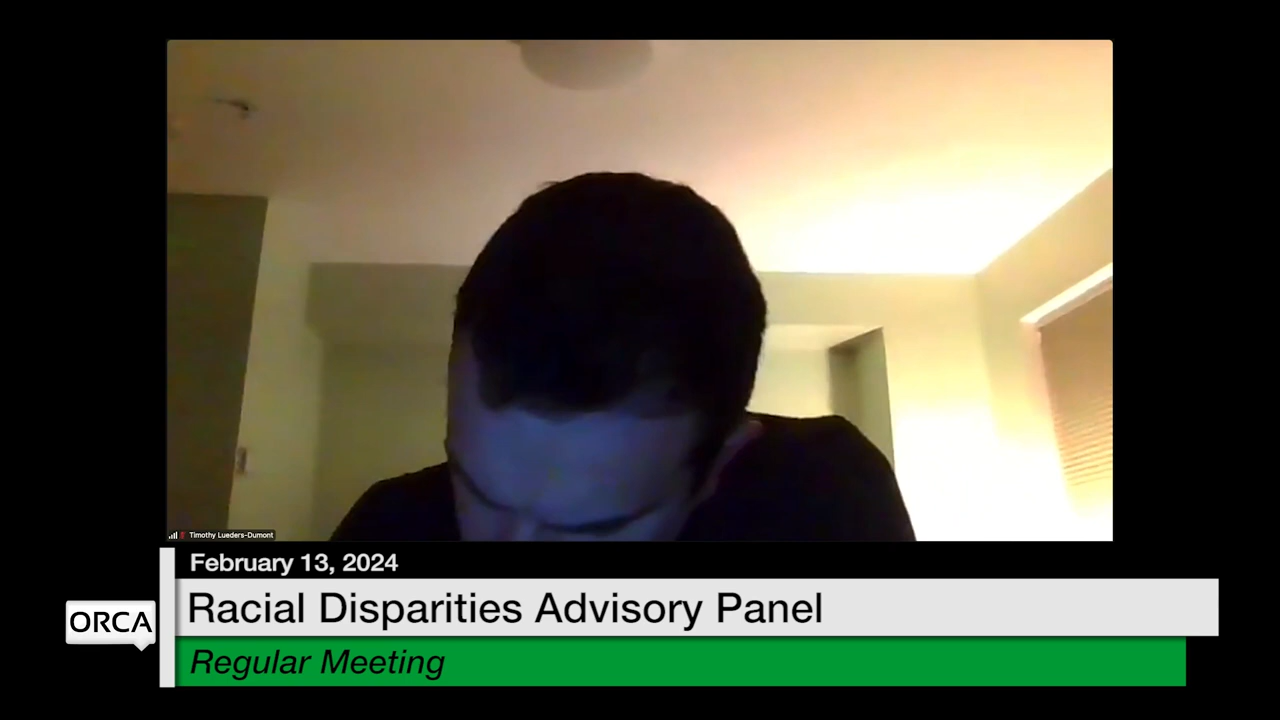 Timothy Lueders-Dumont
February 13, 2024
Racial Disparities Advisory Panel
ORCA
Regular Meeting